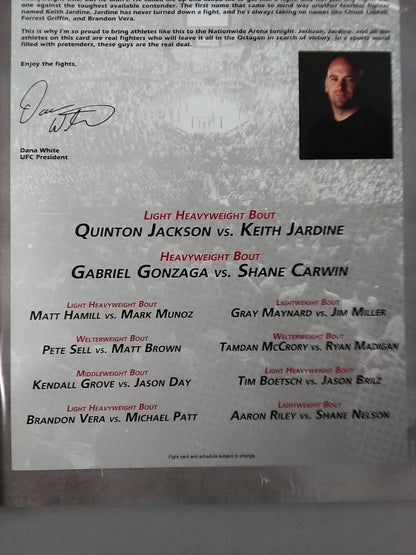 one against the toughest available contender. The first name that came to mind was another fearless fighter
named Keith Jardine. Jardine has never turned down a fight, and he's always taking on names like Chuck Liddell,
Forrest Griffin, and Brandon Vera.
This is why I'm so proud to bring athletes like this to the Nationwide Arena tonight. Jackson, Jardine, and all the
athletes on this card are real fighters who will leave it all in the Octagon in search of victory. In a sports world
filled with pretenders, these guys are the real deal.
Enjoy the fights,
Dana White
Dana White
UFC President
Light Heavyweight Bout
Quinton Jackson vs. Keith Jardine
Heavyweight Bout
Gabriel Gonzaga vs. Shane Carwin
Light Heavyweight Bout
Matt Hamill vs. Mark Munoz
Lightweight Bout
Gray Maynard vs. Jim Miller
Welterweight Bout
Pete Sell vs. Matt Brown
Welterweight Bout
Tamdan McCrory vs. Ryan Madigan
Middleweight Bout
Kendall Grove vs. Jason Day
Light Heavyweight Bout
Tim Boetsch vs. Jason Brilz
Light Heavyweight Bout
Brandon Vera vs. Michael Patt
Lightweight Bout
Aaron Riley vs. Shane Nelson
Fight card and schedule subject to change